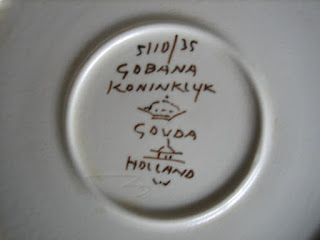 5110/35
GOBANA
KONINKLYK
GOUDA
HOLLAND